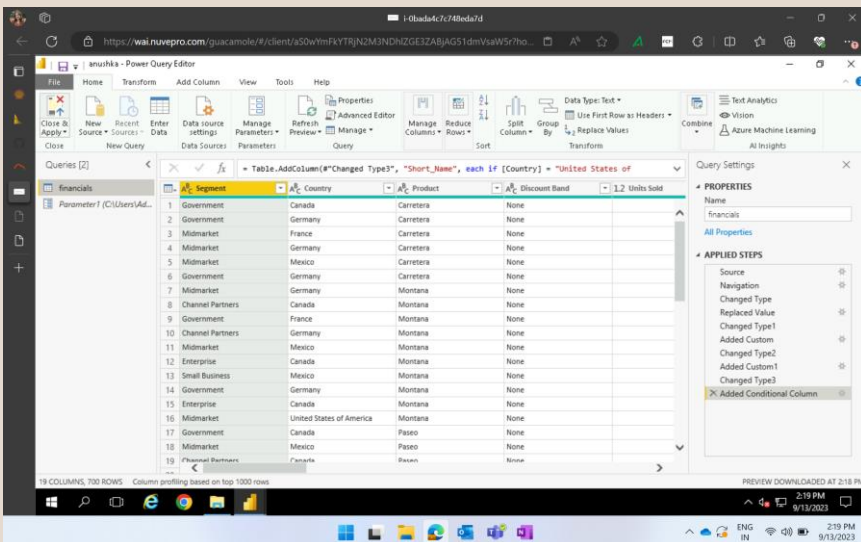 i-0bada4c7c748eda7d
https://wai.nuvepro.com/guacamole/#/client/aS0wYmFkYTRjN2M3NDhlZGE3ZABjAG51dmVsaW5r?ho...
anushka - Power Query Editor
File Home Transform Add Column View Tools Help
Close & Apply
New Source
Recent Sources
Enter Data
Data source settings
Manage Parameters
Refresh Preview
Properties
Advanced Editor
Manage
Manage Columns
Reduce Rows
Split Column
Group By
Data Type: Text
Use First Row as Headers
Replace Values
Combine
Text Analytics
Vision
Azure Machine Learning
Close New Query Data Sources Parameters Query Sort Transform AI Insights
Queries [2]
financials
Parameter1 (C:\Users\Ad...
= Table.AddColumn(#"Changed Type3", "Short_Name", each if [Country] = "United States of
Segment Country Product Discount Band 1.2 Units Sold
1 Government Canada Carretera None
2 Government Germany Carretera None
3 Midmarket France Carretera None
4 Midmarket Germany Carretera None
5 Midmarket Mexico Carretera None
6 Government Germany Carretera None
7 Midmarket Germany Montana None
8 Channel Partners Canada Montana None
9 Government France Montana None
10 Channel Partners Germany Montana None
11 Midmarket Mexico Montana None
12 Enterprise Canada Montana None
13 Small Business Mexico Montana None
14 Government Germany Montana None
15 Enterprise Canada Montana None
16 Midmarket United States of America Montana None
17 Government Canada Paseo None
18 Midmarket Mexico Paseo None
19 Channel Partners Canada Paseo None
Query Settings
PROPERTIES
Name
financials
All Properties
APPLIED STEPS
Source
Navigation
Changed Type
Replaced Value
Changed Type1
Added Custom
Changed Type2
Added Custom1
Changed Type3
Added Conditional Column
19 COLUMNS, 700 ROWS Column profiling based on top 1000 rows
PREVIEW DOWNLOADED AT 2:18 PM
2:19 PM
9/13/2023
ENG
IN
2:19 PM
9/13/2023